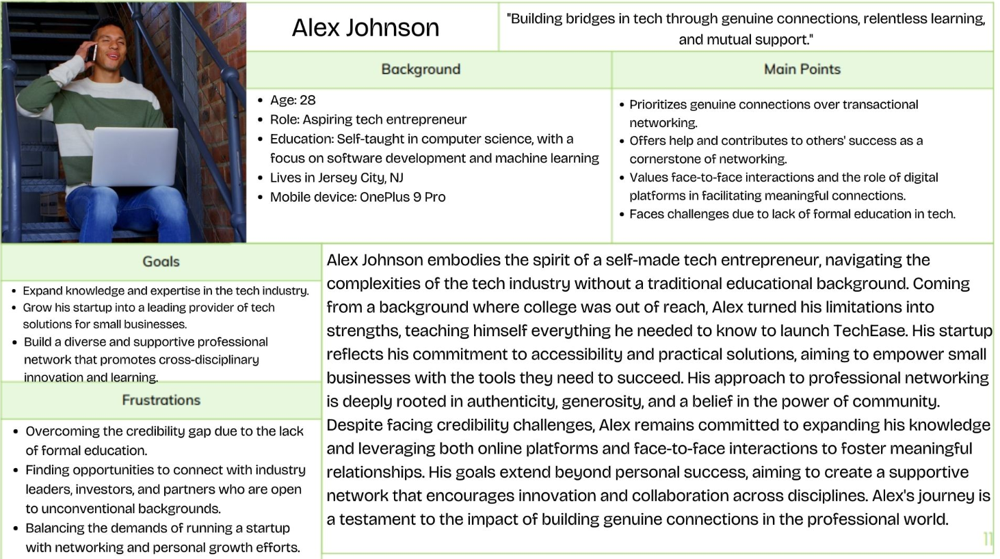 Alex Johnson
"Building bridges in tech through genuine connections, relentless learning,
and mutual support."
Background
• Age: 28
• Role: Aspiring tech entrepreneur
• Education: Self-taught in computer science, with a
focus on software development and machine learning
• Lives in Jersey City, NJ
• Mobile device: OnePlus 9 Pro
Main Points
• Prioritizes genuine connections over transactional
networking.
• Offers help and contributes to others' success as a
cornerstone of networking.
• Values face-to-face interactions and the role of digital
platforms in facilitating meaningful connections.
• Faces challenges due to lack of formal education in tech.
Goals
• Expand knowledge and expertise in the tech industry.
• Grow his startup into a leading provider of tech
solutions for small businesses.
• Build a diverse and supportive professional
network that promotes cross-disciplinary
innovation and learning.
Frustrations
• Overcoming the credibility gap due to the lack
of formal education.
• Finding opportunities to connect with industry
leaders, investors, and partners who are open
to unconventional backgrounds.
• Balancing the demands of running a startup
with networking and personal growth efforts.
Alex Johnson embodies the spirit of a self-made tech entrepreneur, navigating the
complexities of the tech industry without a traditional educational background. Coming
from a background where college was out of reach, Alex turned his limitations into
strengths, teaching himself everything he needed to know to launch TechEase. His startup
reflects his commitment to accessibility and practical solutions, aiming to empower small
businesses with the tools they need to succeed. His approach to professional networking
is deeply rooted in authenticity, generosity, and a belief in the power of community.
Despite facing credibility challenges, Alex remains committed to expanding his knowledge
and leveraging both online platforms and face-to-face interactions to foster meaningful
relationships. His goals extend beyond personal success, aiming to create a supportive
network that encourages innovation and collaboration across disciplines. Alex's journey is
a testament to the impact of building genuine connections in the professional world.
11